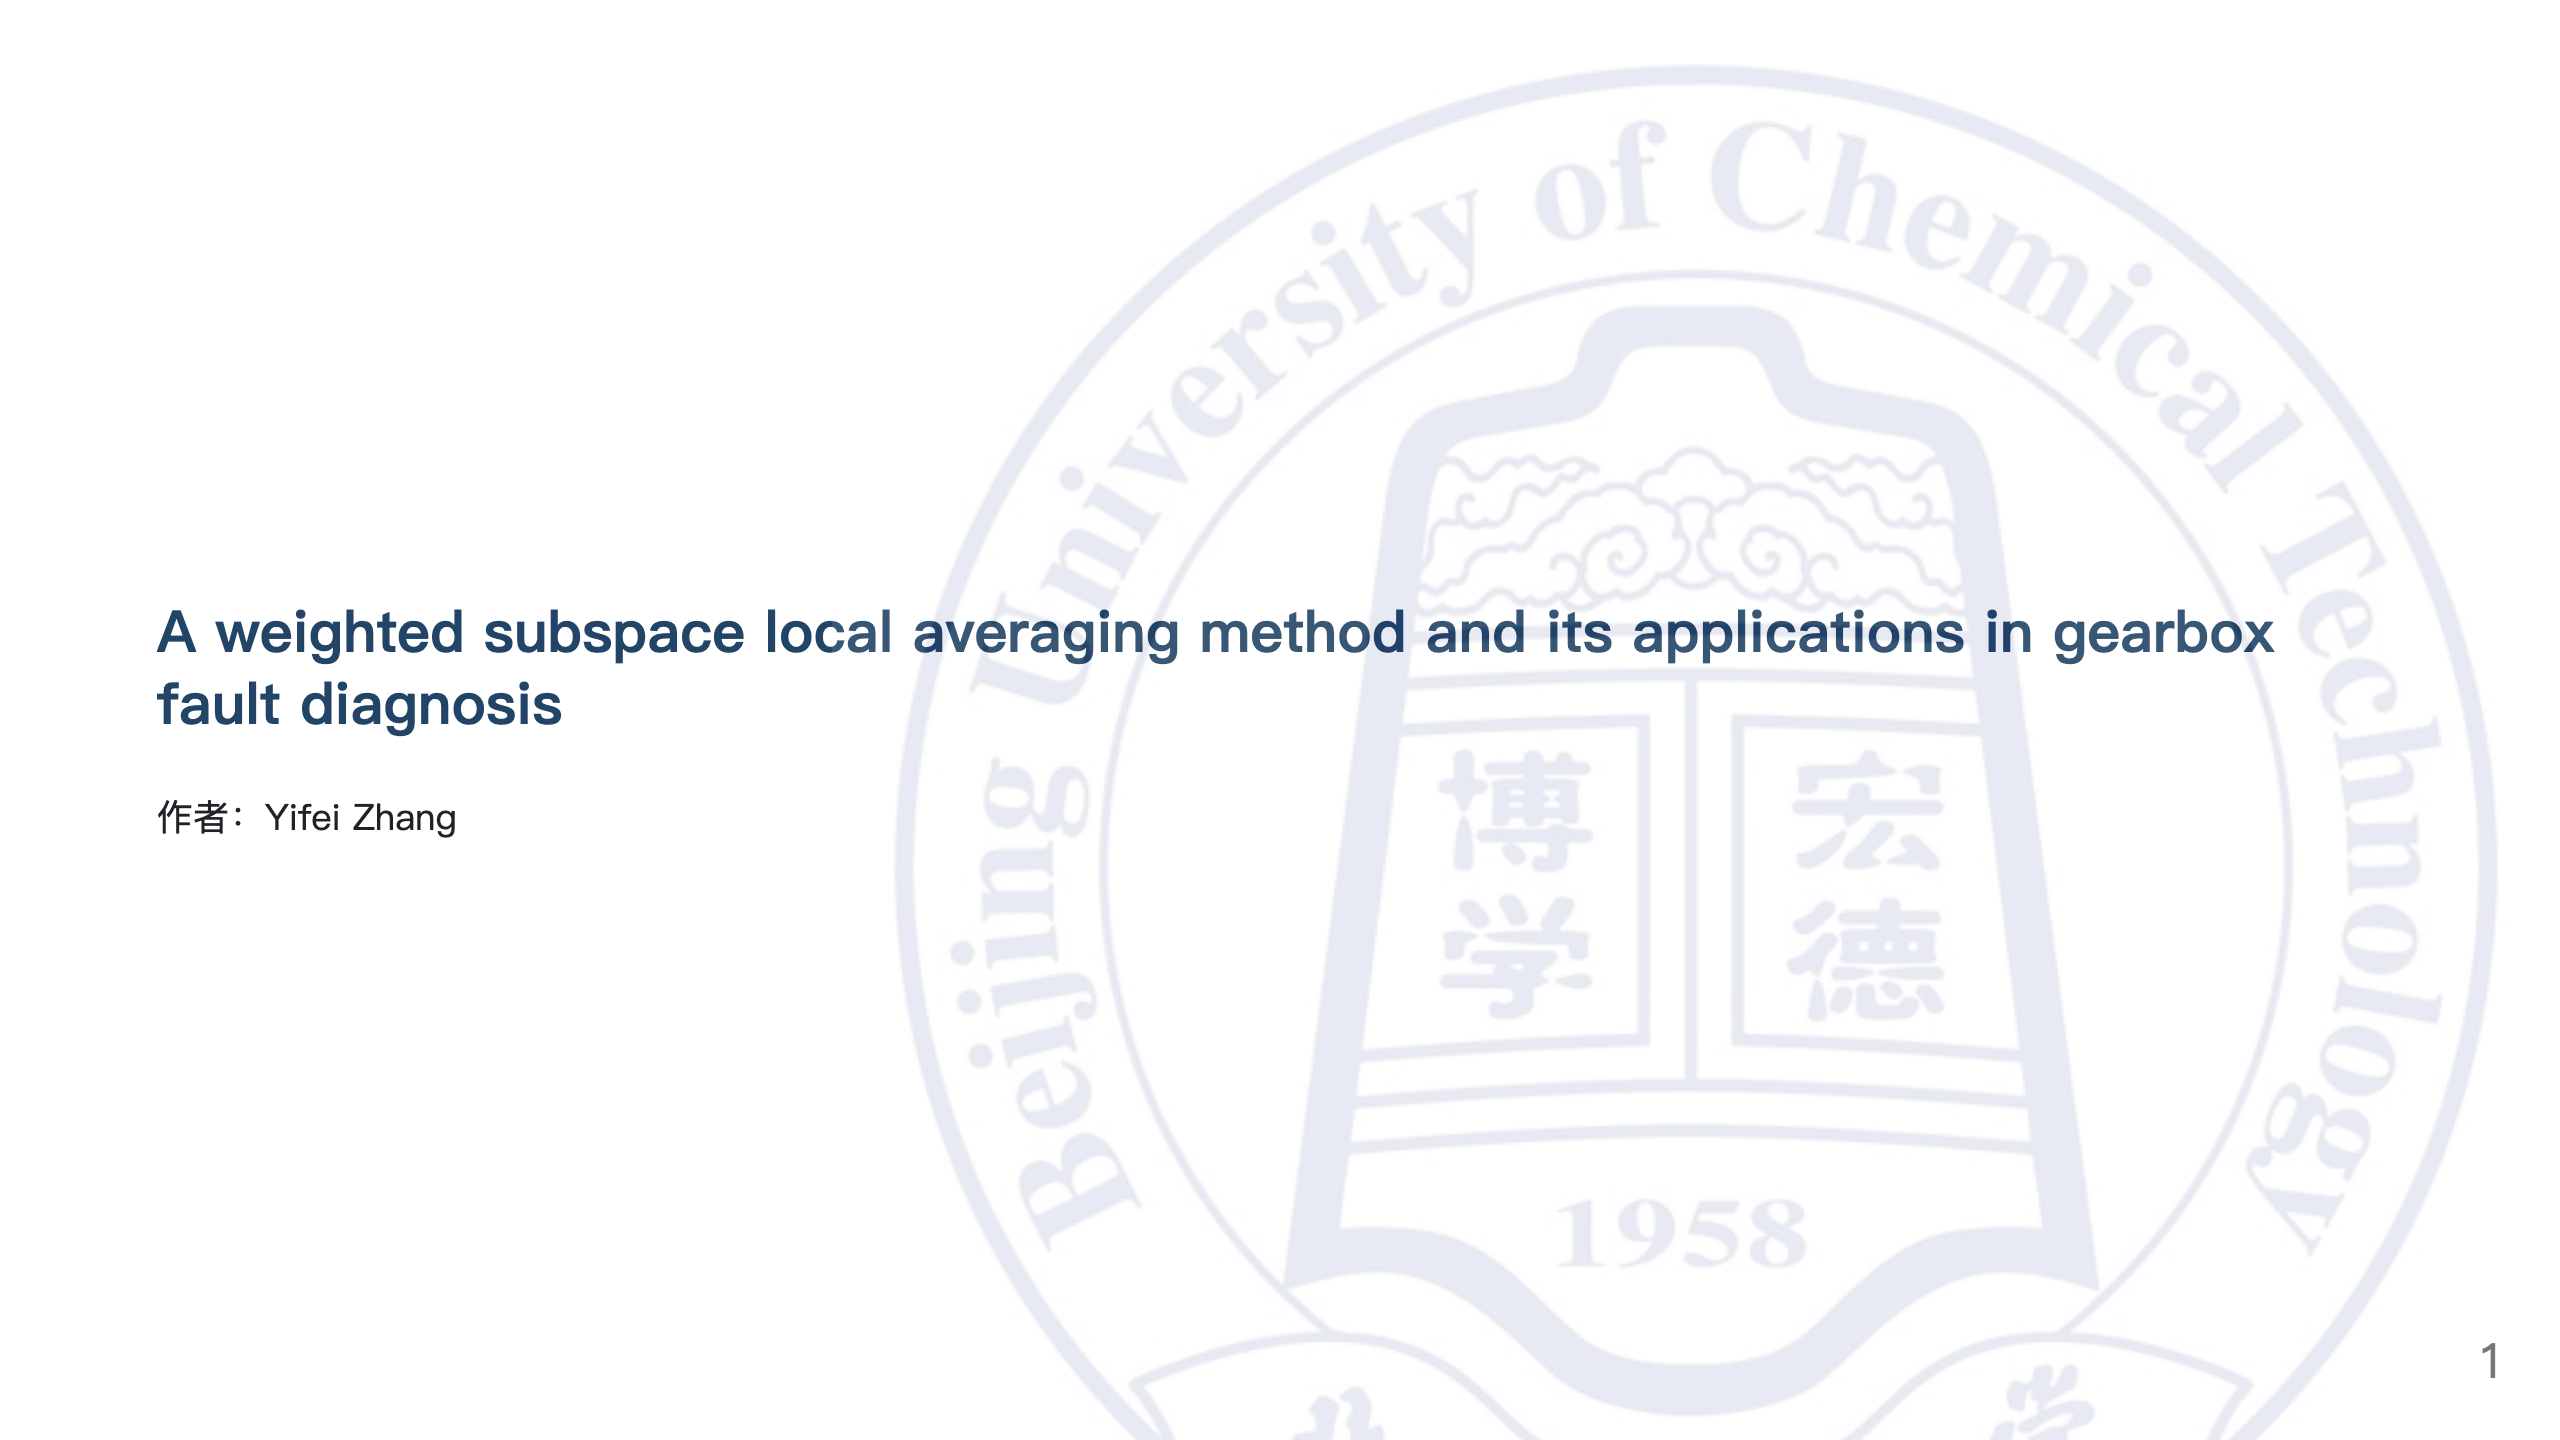 A weighted subspace local averaging method and its applications in gearbox
fault diagnosis
作者：Yifei Zhang
Beijing University of Chemical Technology
博学
宏德
1958
1